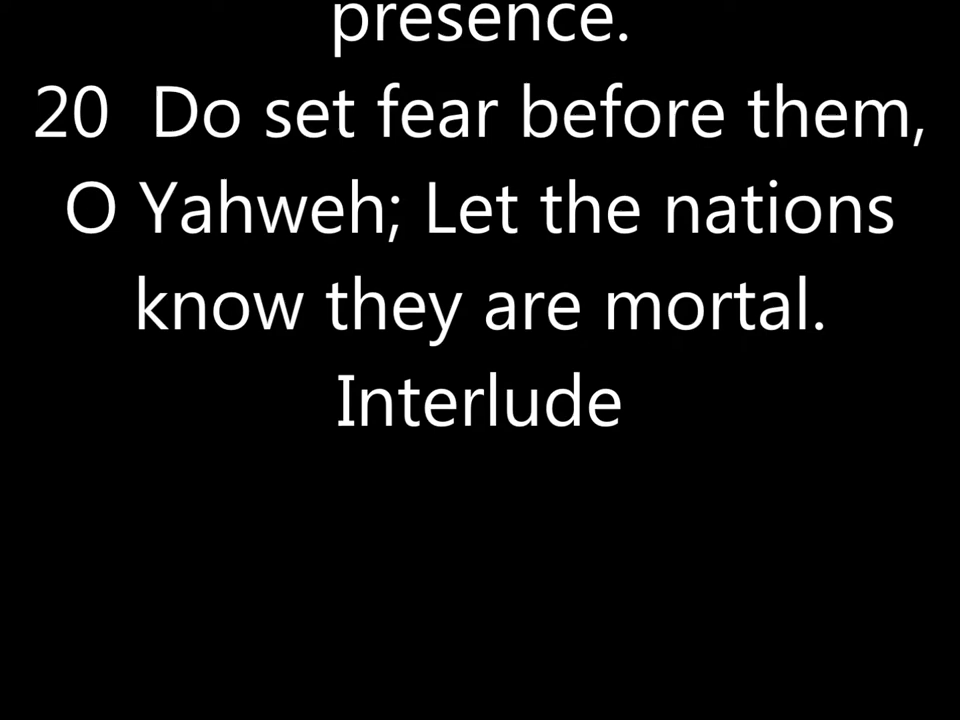 presence.
20  Do set fear before them,
O Yahweh; Let the nations
know they are mortal.
Interlude